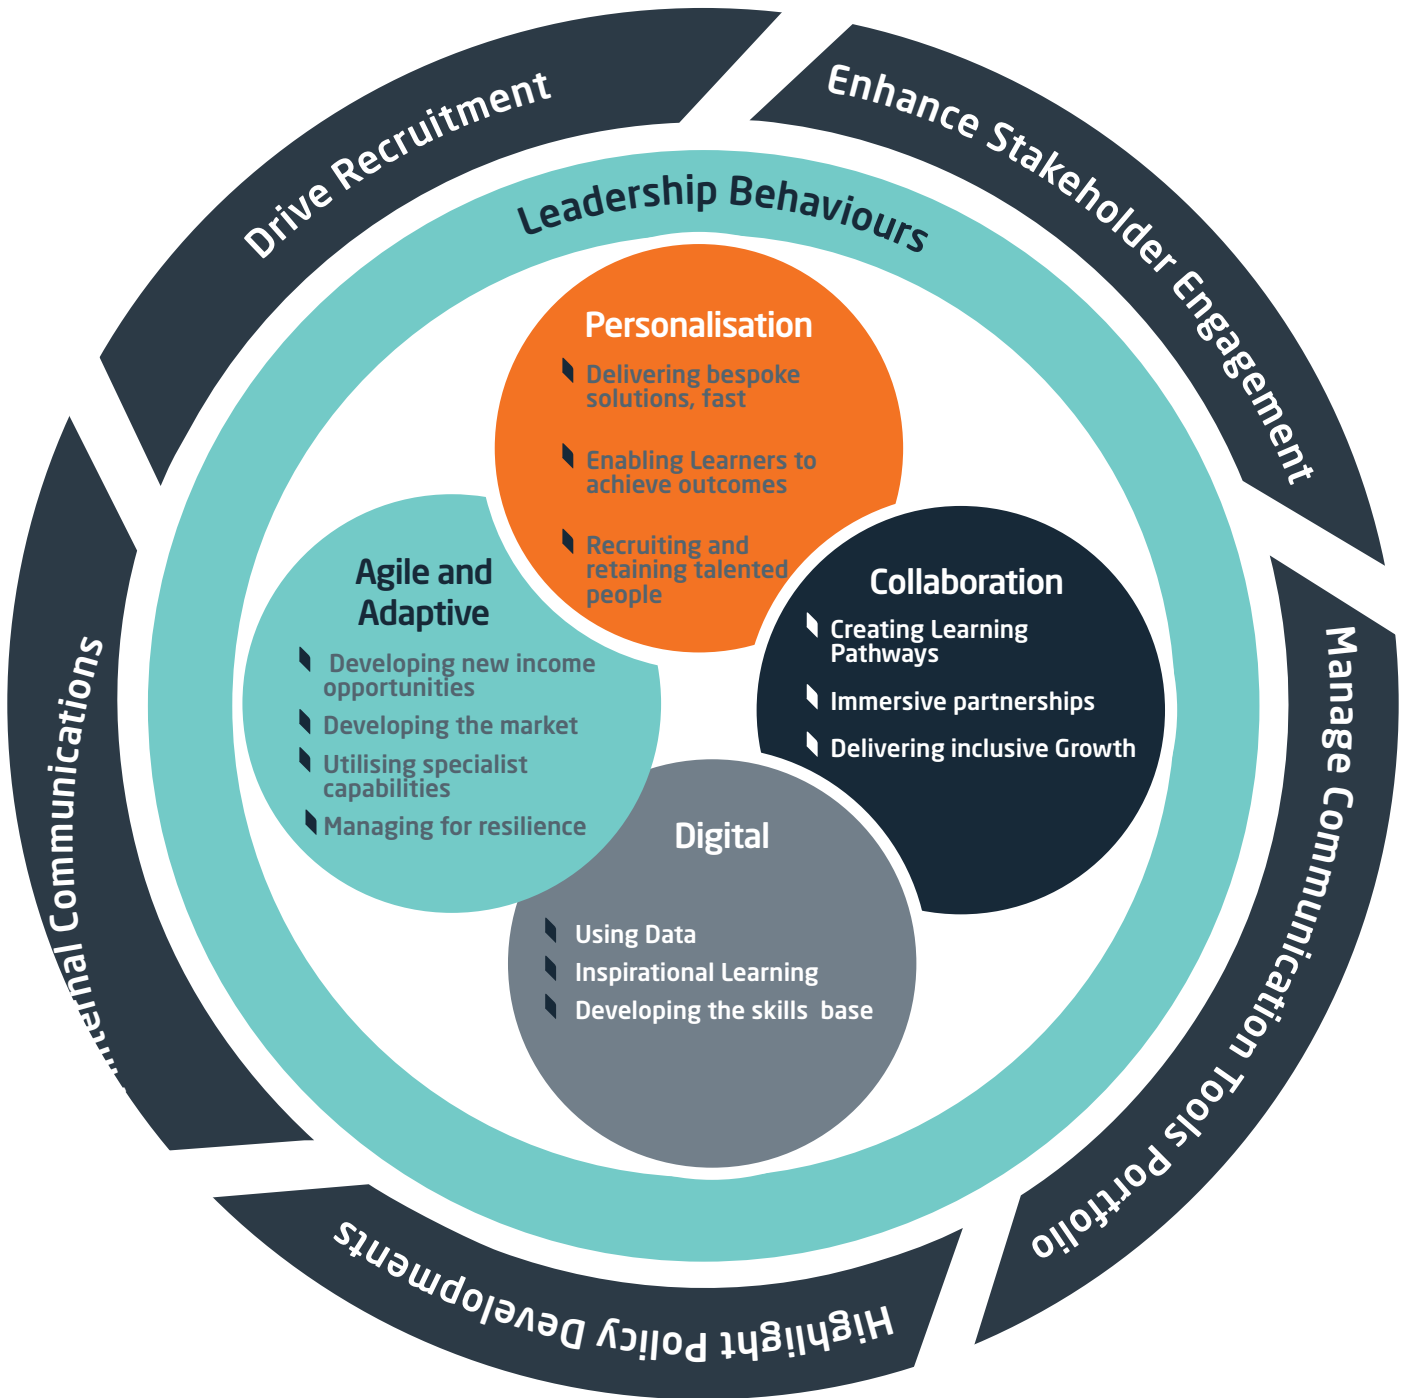 Drive Recruitment
Enhance Stakeholder Engagement
Manage Communication Tools Portfolio
Highlight Policy Developments
Internal Communications
Leadership Behaviours
Personalisation
Delivering bespoke
solutions, fast
Enabling Learners to
achieve outcomes
Recruiting and
retaining talented
people
Agile and
Adaptive
Developing new income
opportunities
Developing the market
Utilising specialist
capabilities
Managing for resilience
Collaboration
Creating Learning
Pathways
Immersive partnerships
Delivering inclusive Growth
Digital
Using Data
Inspirational Learning
Developing the skills base